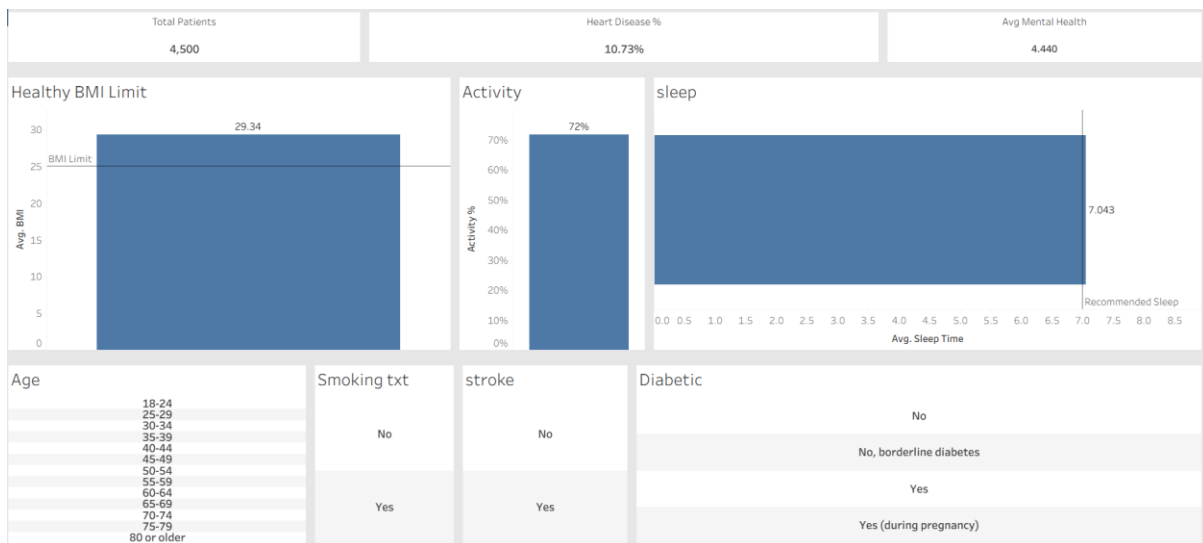 Total Patients
4,500
Heart Disease %
10.73%
Avg Mental Health
4.440
Healthy BMI Limit
29.34
30
BMI Limit
25
20
15
10
5
0
Avg. BMI
Activity
72%
70%
60%
50%
40%
30%
20%
10%
0%
Activity %
sleep
7.043
Recommended Sleep
0.0 0.5 1.0 1.5 2.0 2.5 3.0 3.5 4.0 4.5 5.0 5.5 6.0 6.5 7.0 7.5 8.0 8.5
Avg. Sleep Time
Age
18-24
25-29
30-34
35-39
40-44
45-49
50-54
55-59
60-64
65-69
70-74
75-79
80 or older
Smoking txt
No
Yes
stroke
No
Yes
Diabetic
No
No, borderline diabetes
Yes
Yes (during pregnancy)